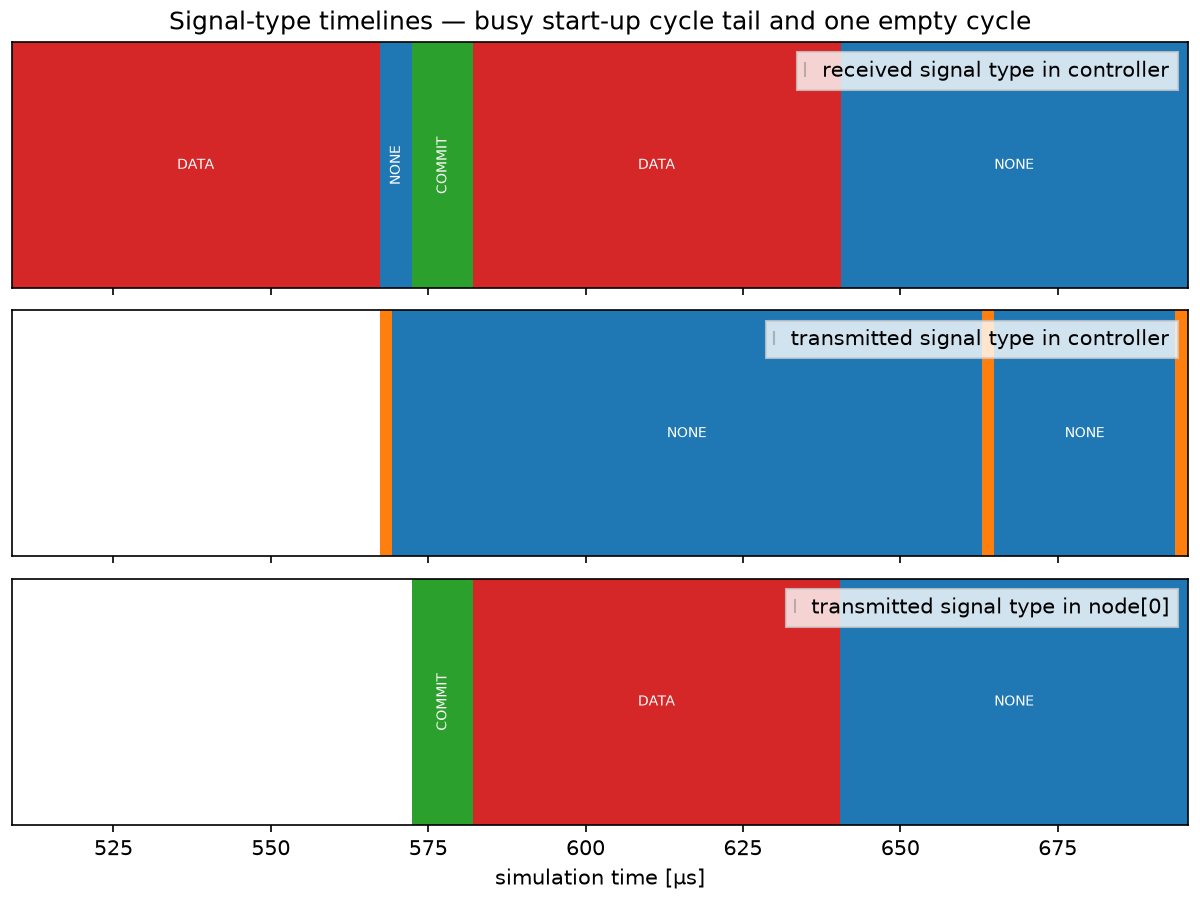 Signal-type timelines — busy start-up cycle tail and one empty cycle
received signal type in controller
DATA
NONE
COMMIT
DATA
NONE
transmitted signal type in controller
NONE
NONE
transmitted signal type in node[0]
COMMIT
DATA
NONE
525 550 575 600 625 650 675
simulation time [µs]